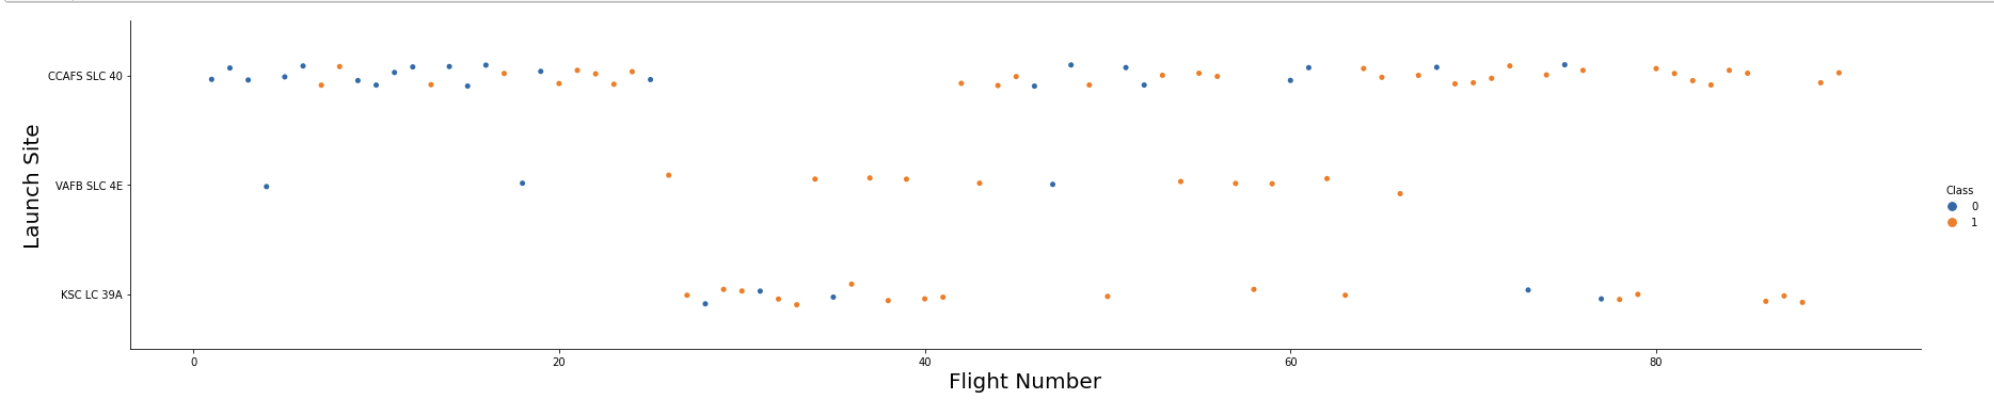 Launch Site
CCAFS SLC 40
VAFB SLC 4E
KSC LC 39A
0 20 40 60 80
Flight Number
Class
0
1